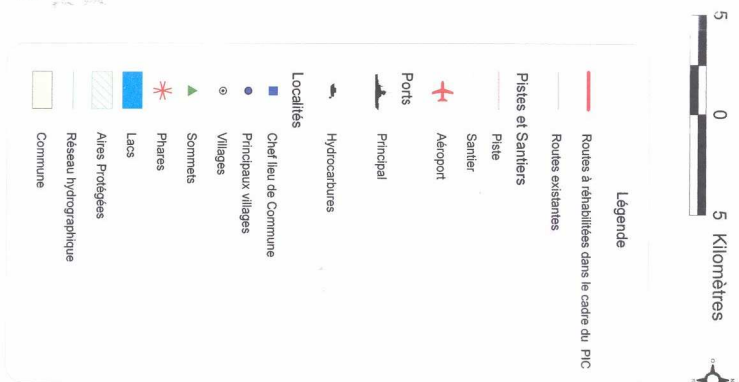 5 0 5 Kilomètres
Légende
Routes à réhabilitées dans le cadre du PIC
Routes existantes
Pistes et Santiers
Piste
Santier
Aéroport
Ports
Principal
Hydrocarbures
Localités
Chef lieu de Commune
Principaux villages
Villages
Sommets
Phares
Lacs
Aires Protégées
Réseau hydrographique
Commune